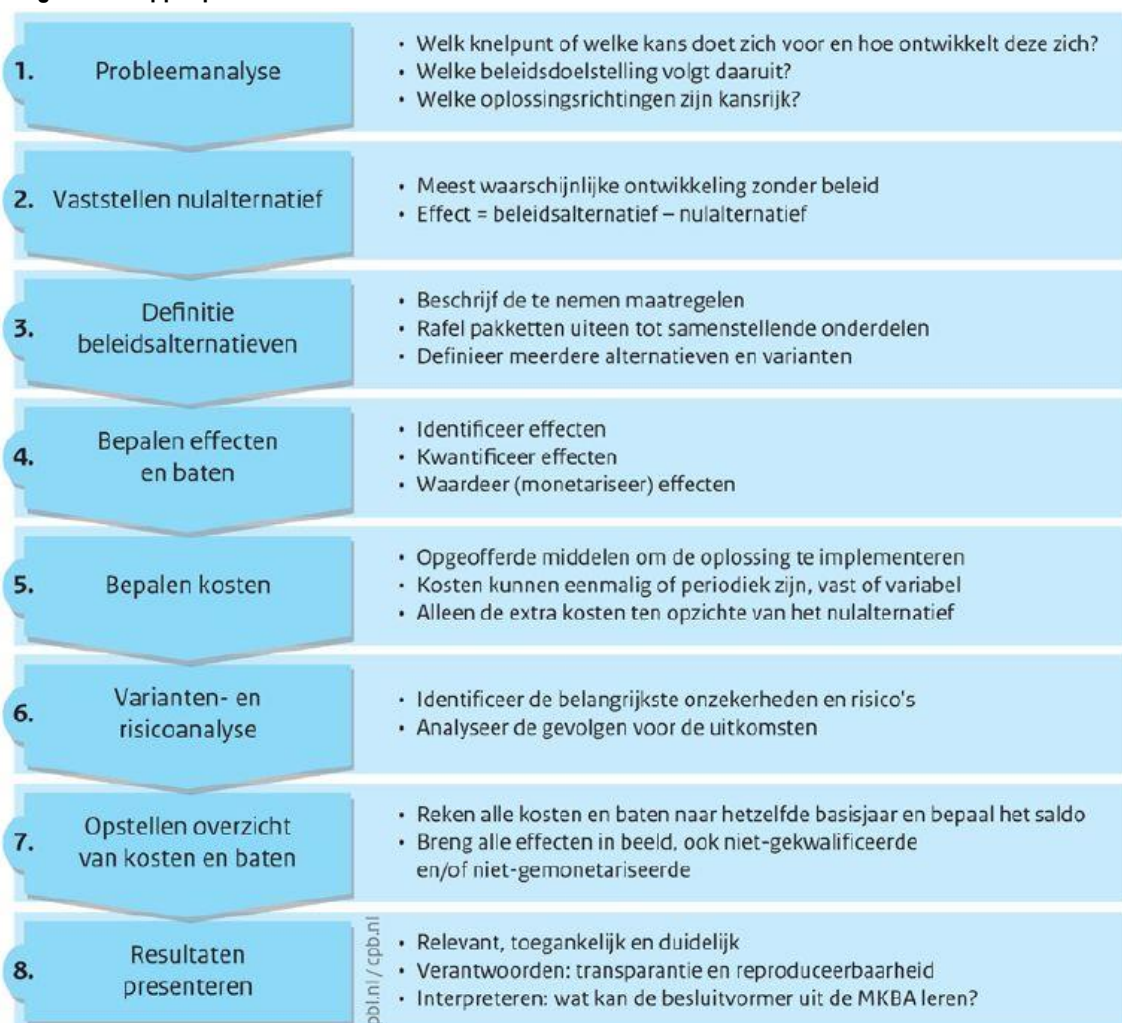 1. Probleemanalyse
• Welk knelpunt of welke kans doet zich voor en hoe ontwikkelt deze zich?
• Welke beleidsdoelstelling volgt daaruit?
• Welke oplossingsrichtingen zijn kansrijk?
2. Vaststellen nulalternatief
• Meest waarschijnlijke ontwikkeling zonder beleid
• Effect = beleidsalternatief – nulalternatief
3. Definitie
beleidsalternatieven
• Beschrijf de te nemen maatregelen
• Rafel pakketten uiteen tot samenstellende onderdelen
• Definieer meerdere alternatieven en varianten
4. Bepalen effecten
en baten
• Identificeer effecten
• Kwantificeer effecten
• Waardeer (monetariseer) effecten
5. Bepalen kosten
• Opgeofferde middelen om de oplossing te implementeren
• Kosten kunnen eenmalig of periodiek zijn, vast of variabel
• Alleen de extra kosten ten opzichte van het nulalternatief
6. Varianten- en
risicoanalyse
• Identificeer de belangrijkste onzekerheden en risico's
• Analyseer de gevolgen voor de uitkomsten
7. Opstellen overzicht
van kosten en baten
• Reken alle kosten en baten naar hetzelfde basisjaar en bepaal het saldo
• Breng alle effecten in beeld, ook niet-gekwalificeerde
en/of niet-gemonetariseerde
8. Resultaten
presenteren
pbl.nl / cpb.nl
• Relevant, toegankelijk en duidelijk
• Verantwoorden: transparantie en reproduceerbaarheid
• Interpreteren: wat kan de besluitvormer uit de MKBA leren?